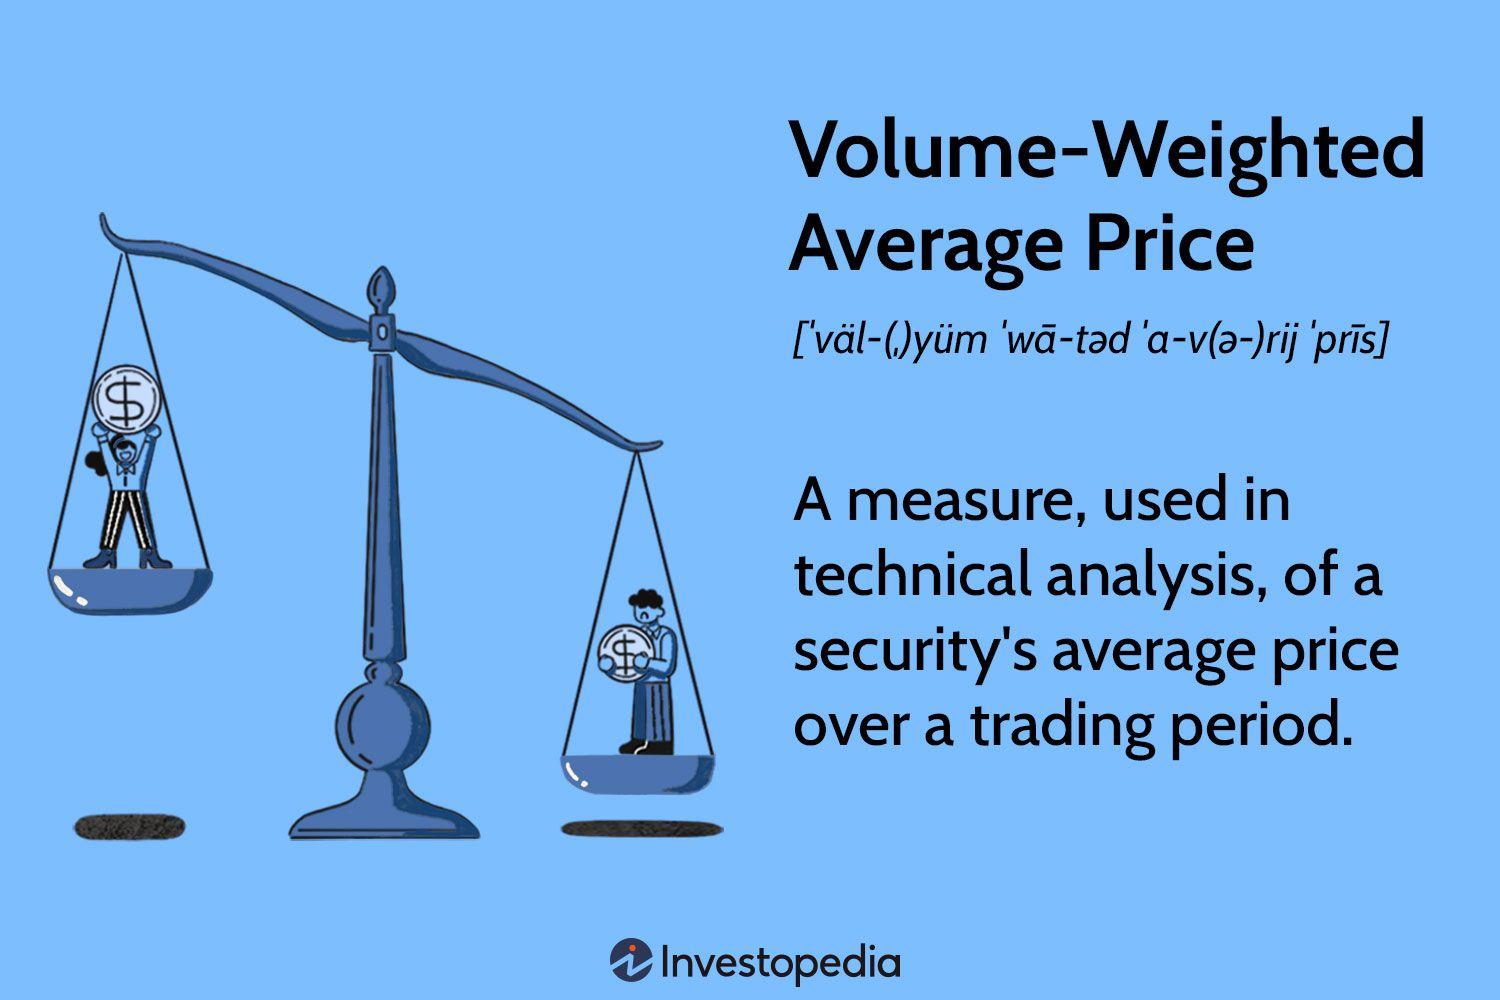 Volume-Weighted
Average Price
[ˈväl-(ˌ)yüm ˈwā-təd ˈa-v(ə-)rij ˈprīs]
$
A measure, used in
technical analysis, of a
security's average price
over a trading period.
$
Investopedia